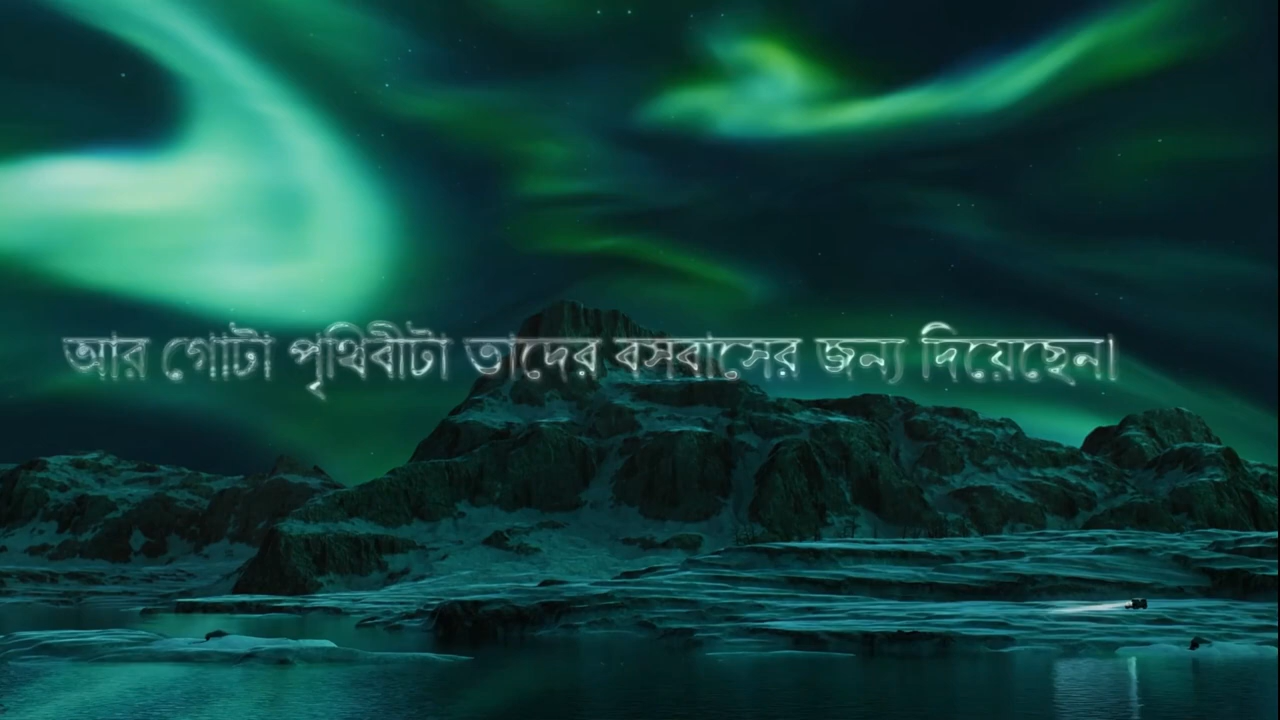 আর গোটা পৃথিবীটা তাদের বসবাসের জন্য দিয়েছেন।